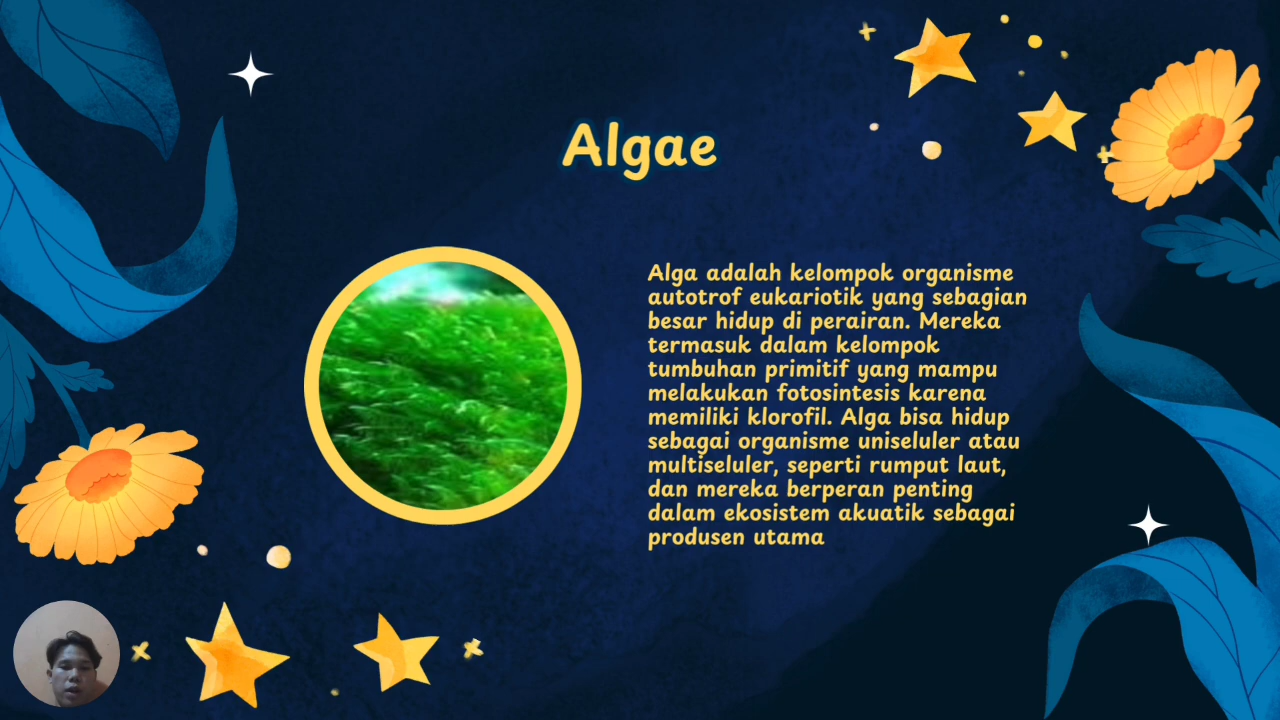 Algae
Alga adalah kelompok organisme
autotrof eukariotik yang sebagian
besar hidup di perairan. Mereka
termasuk dalam kelompok
tumbuhan primitif yang mampu
melakukan fotosintesis karena
memiliki klorofil. Alga bisa hidup
sebagai organisme uniseluler atau
multiseluler, seperti rumput laut,
dan mereka berperan penting
dalam ekosistem akuatik sebagai
produsen utama